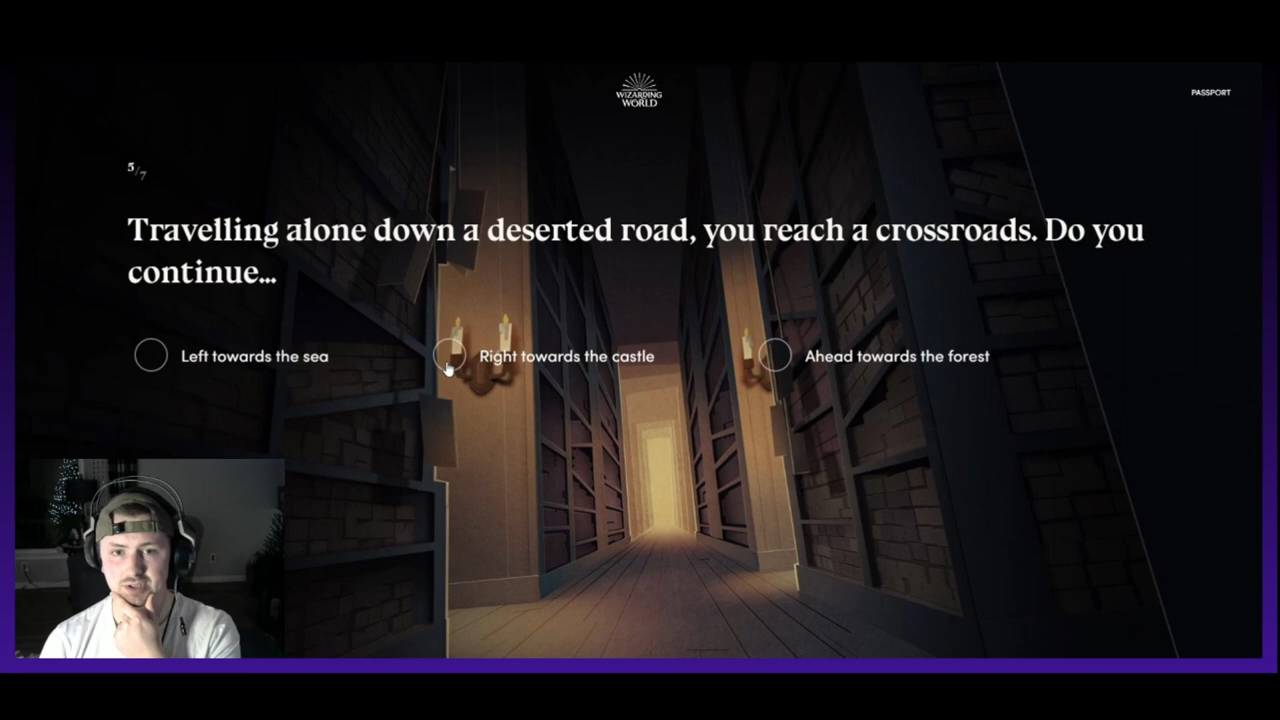 WIZARDING
WORLD
PASSPORT
5/7
Travelling alone down a deserted road, you reach a crossroads. Do you
continue...
Left towards the sea
Right towards the castle
Ahead towards the forest